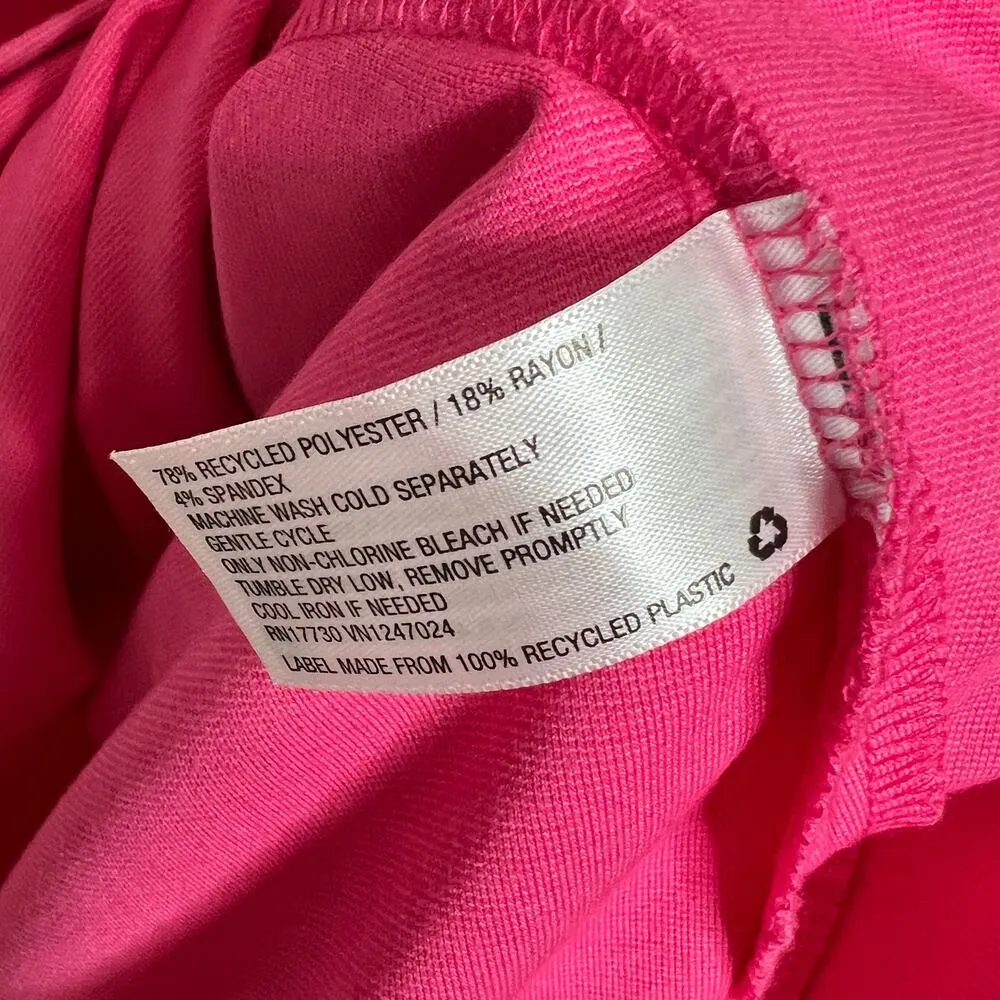 78% RECYCLED POLYESTER / 18% RAYON /
4% SPANDEX
MACHINE WASH COLD SEPARATELY
GENTLE CYCLE
ONLY NON-CHLORINE BLEACH IF NEEDED
TUMBLE DRY LOW, REMOVE PROMPTLY
COOL IRON IF NEEDED
RN17730 VN1247024
LABEL MADE FROM 100% RECYCLED PLASTIC